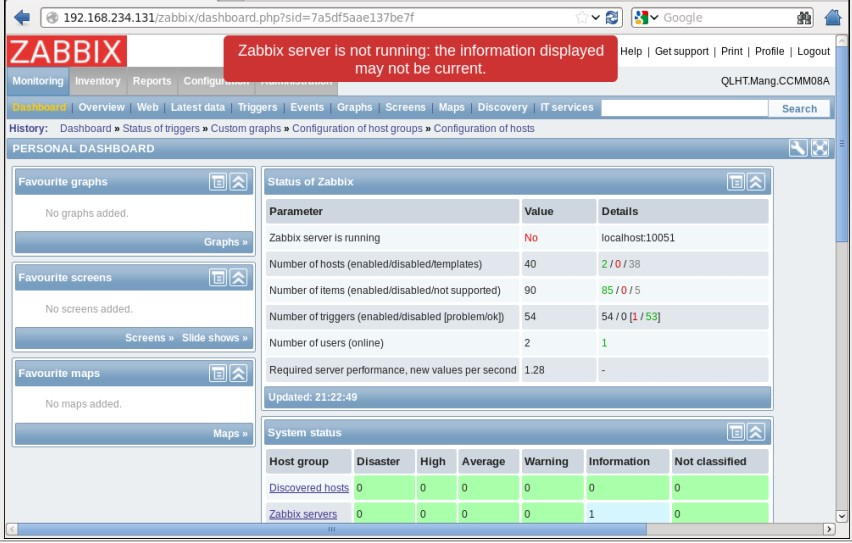 192.168.234.131/zabbix/dashboard.php?sid=7a5df5aae137be7f
Google
ZABBIX
Zabbix server is not running: the information displayed
may not be current.
Help | Get support | Print | Profile | Logout
Monitoring Inventory Reports
QLHT.Mang.CCMM08A
Dashboard | Overview | Web | Latest data | Triggers | Events | Graphs | Screens | Maps | Discovery | IT services Search
History: Dashboard » Status of triggers » Custom graphs » Configuration of host groups » Configuration of hosts
PERSONAL DASHBOARD
Favourite graphs
No graphs added.
Graphs »
Favourite screens
No screens added.
Screens » Slide shows »
Favourite maps
No maps added.
Maps »
Status of Zabbix
Parameter Value Details
Zabbix server is running No localhost:10051
Number of hosts (enabled/disabled/templates) 40 2 / 0 / 38
Number of items (enabled/disabled/not supported) 90 85 / 0 / 5
Number of triggers (enabled/disabled [problem/ok]) 54 54 / 0 [1 / 53]
Number of users (online) 2 1
Required server performance, new values per second 1.28 -
Updated: 21:22:49
System status
Host group Disaster High Average Warning Information Not classified
Discovered hosts 0 0 0 0 0 0
Zabbix servers 0 0 0 0 1 0